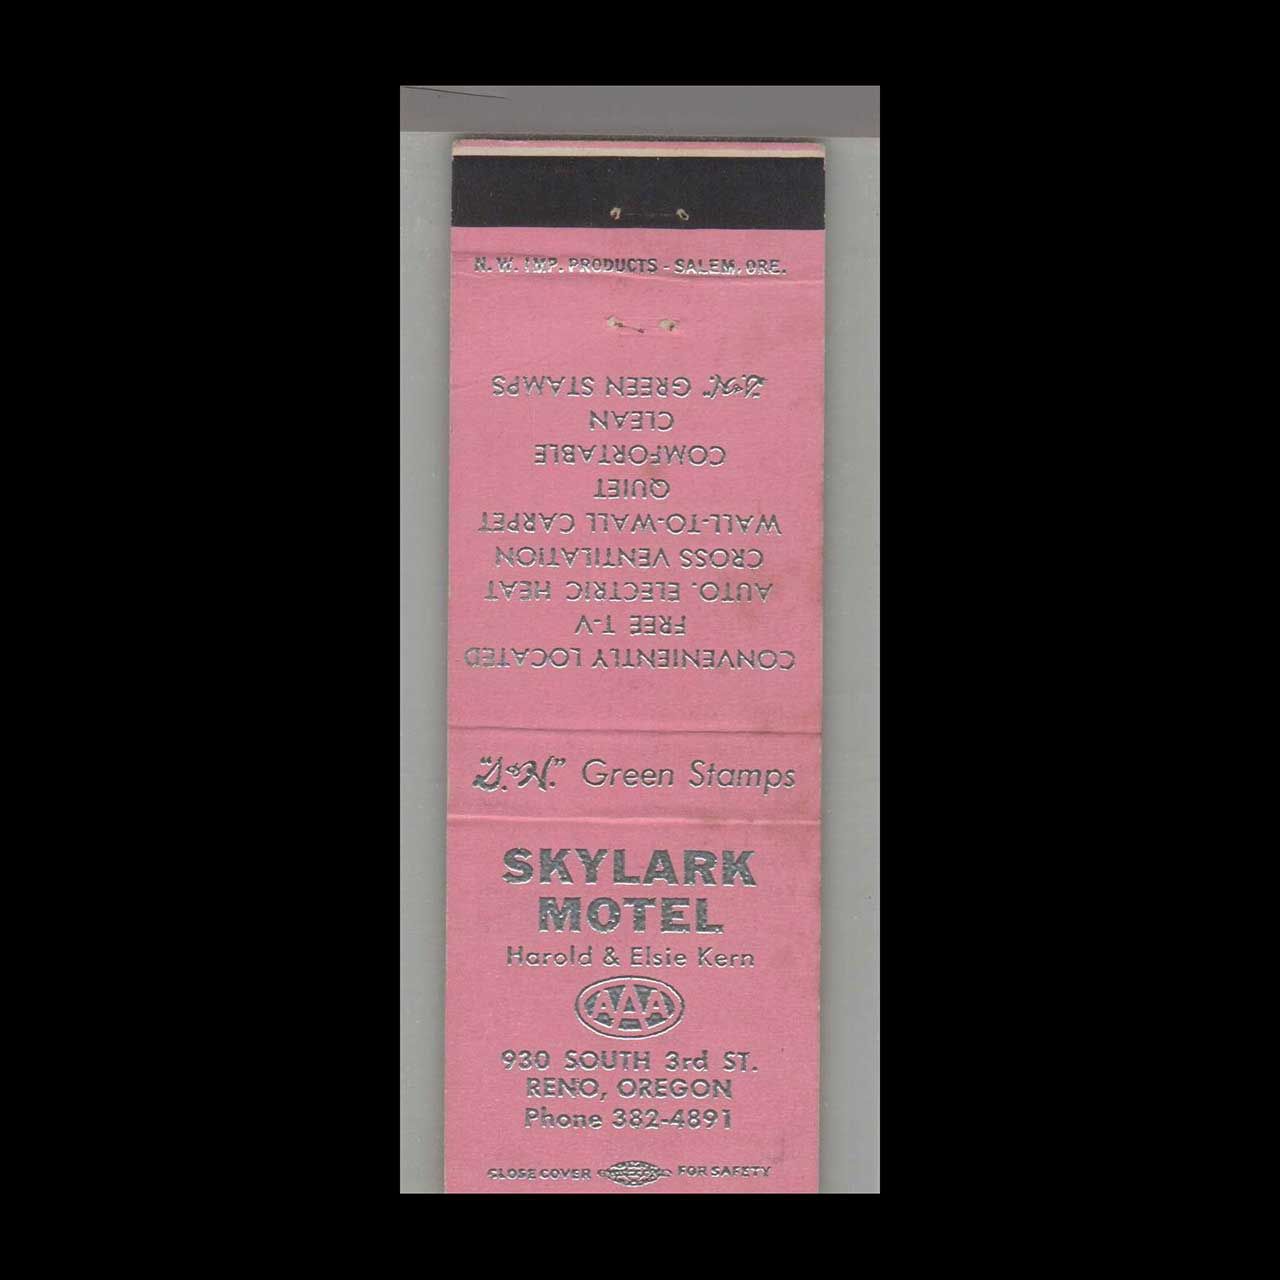 N. W. IMP. PRODUCTS - SALEM, ORE.
CONVENIENTLY LOCATED
FREE T-V
AUTO. ELECTRIC HEAT
CROSS VENTILATION
WALL-TO-WALL CARPET
QUIET
COMFORTABLE
CLEAN
"S&H" GREEN STAMPS
"S.&H." Green Stamps
SKYLARK
MOTEL
Harold & Elsie Kern
AAA
930 SOUTH 3rd ST.
RENO, OREGON
Phone 382-4891
CLOSE COVER FOR SAFETY